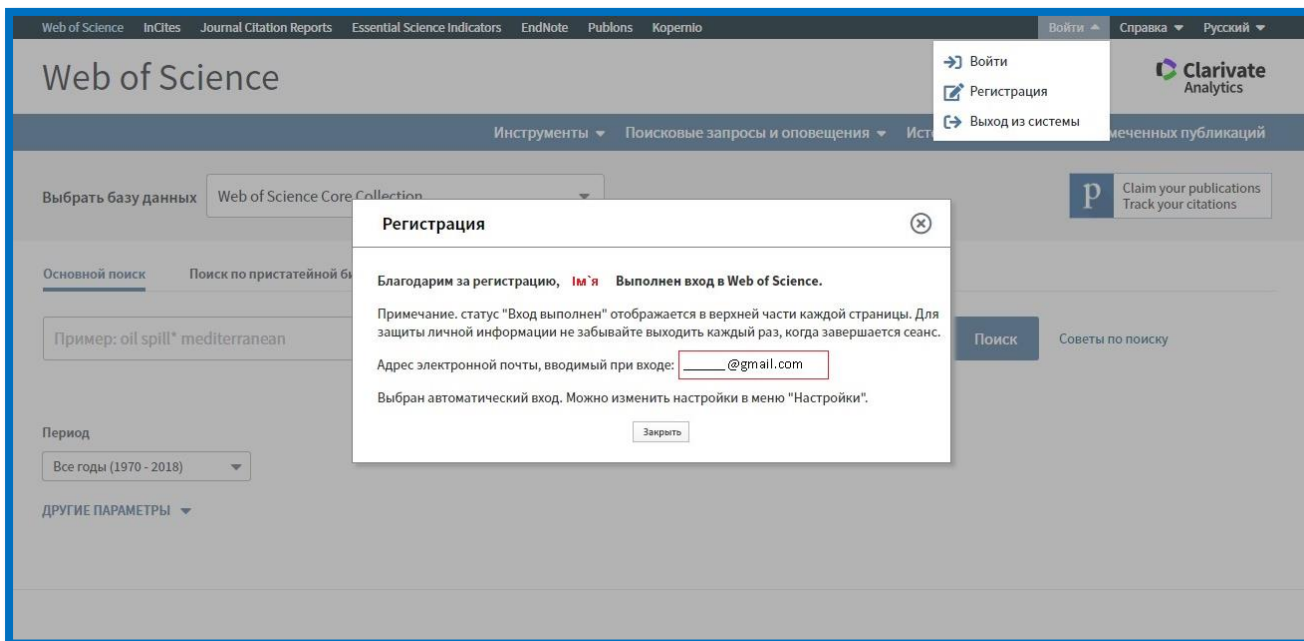 Web of Science InCites Journal Citation Reports Essential Science Indicators EndNote Publons Kopernio Войти Справка Русский
Web of Science
Войти
Регистрация
Выход из системы
Clarivate
Analytics
Инструменты Поисковые запросы и оповещения Ист меченных публикаций
Выбрать базу данных Web of Science Core Collection
p Claim your publications
Track your citations
Регистрация
Основной поиск Поиск по пристатейной би
Благодарим за регистрацию, Ім`я Выполнен вход в Web of Science.
Примечание. статус "Вход выполнен" отображается в верхней части каждой страницы. Для
защиты личной информации не забывайте выходить каждый раз, когда завершается сеанс.
Пример: oil spill* mediterranean Поиск Советы по поиску
Адрес электронной почты, вводимый при входе: ______@gmail.com
Выбран автоматический вход. Можно изменить настройки в меню "Настройки".
Закрыть
Период
Все годы (1970 - 2018)
ДРУГИЕ ПАРАМЕТРЫ